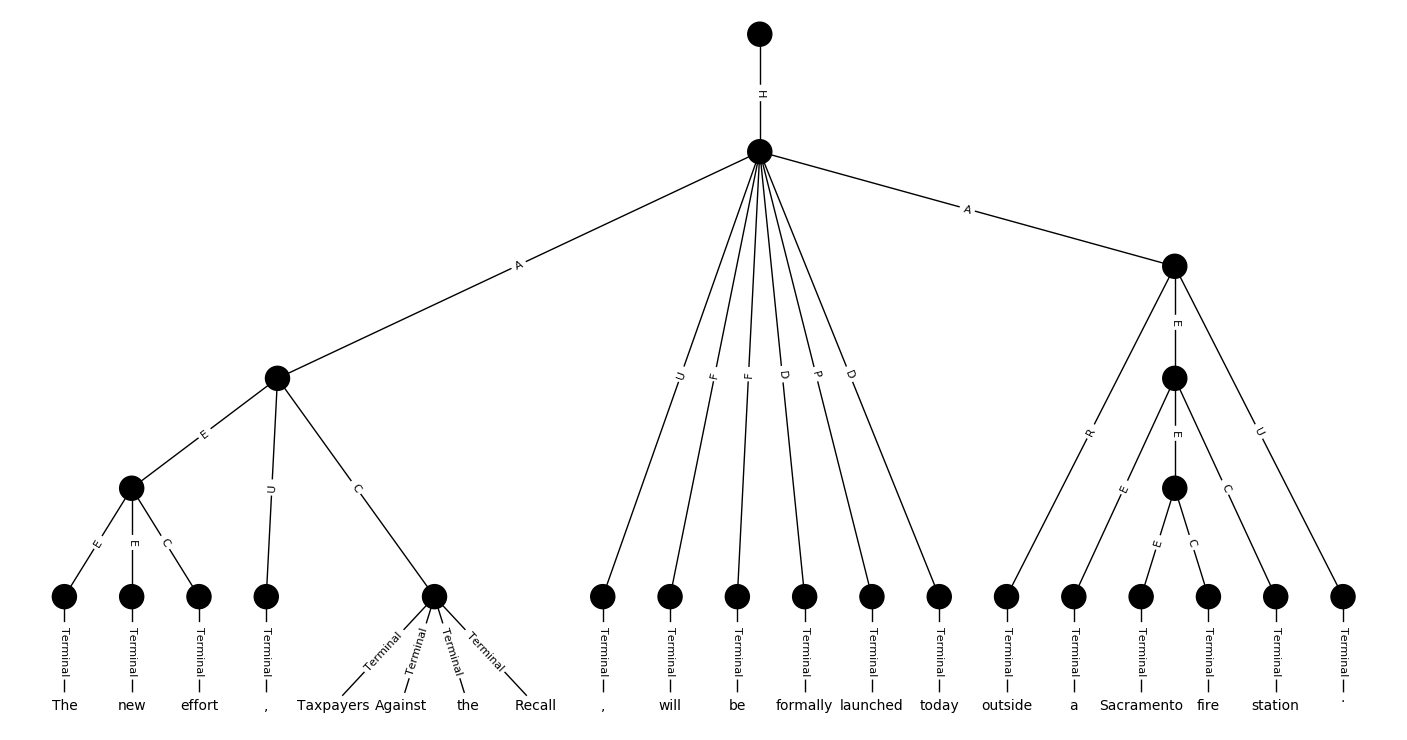 H
A
A
E
U
C
U
F
F
D
P
D
R
E
U
E
E
C
E
E
C
E
C
Terminal Terminal Terminal Terminal Terminal Terminal Terminal Terminal Terminal Terminal Terminal Terminal Terminal Terminal Terminal Terminal Terminal Terminal Terminal Terminal
The new effort , Taxpayers Against the Recall , will be formally launched today outside a Sacramento fire station .